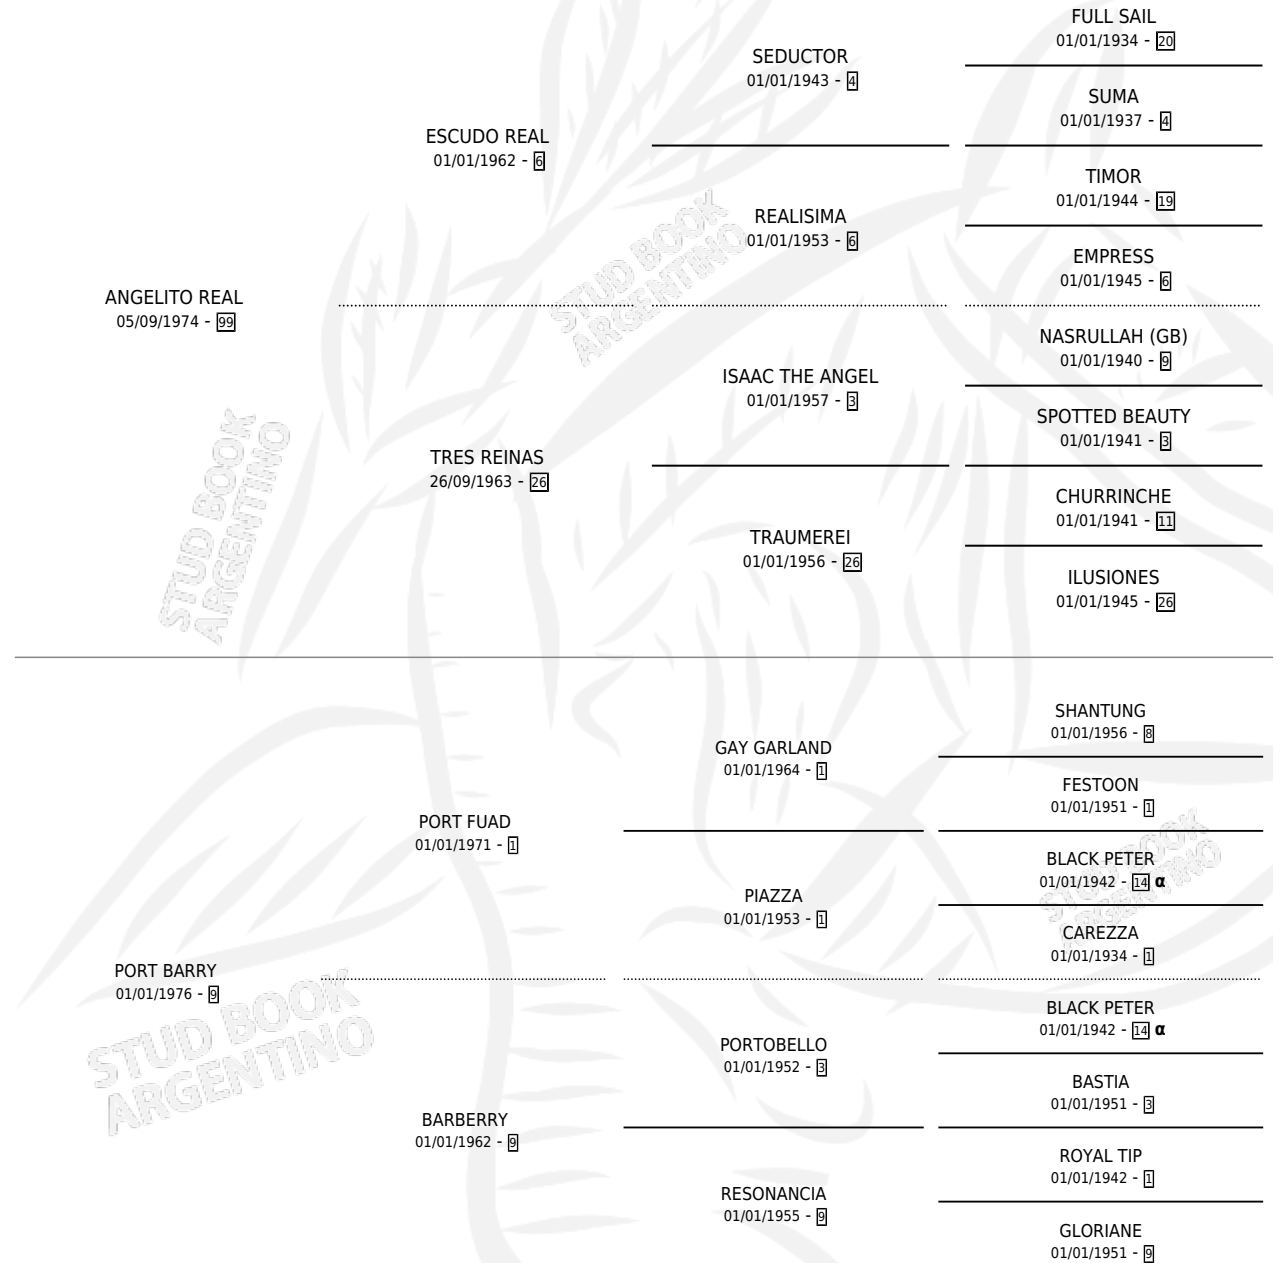 FULL SAIL
01/01/1934 - 20
SEDUCTOR
01/01/1943 - 4
SUMA
01/01/1937 - 4
ESCUDO REAL
01/01/1962 - 6
TIMOR
01/01/1944 - 19
REALISIMA
01/01/1953 - 6
EMPRESS
01/01/1945 - 6
ANGELITO REAL
05/09/1974 - 99
NASRULLAH (GB)
01/01/1940 - 9
ISAAC THE ANGEL
01/01/1957 - 3
SPOTTED BEAUTY
01/01/1941 - 3
TRES REINAS
26/09/1963 - 26
CHURRINCHE
01/01/1941 - 11
TRAUMEREI
01/01/1956 - 26
ILUSIONES
01/01/1945 - 26
SHANTUNG
01/01/1956 - 8
GAY GARLAND
01/01/1964 - 1
FESTOON
01/01/1951 - 1
PORT FUAD
01/01/1971 - 1
BLACK PETER
01/01/1942 - 14 α
PIAZZA
01/01/1953 - 1
CAREZZA
01/01/1934 - 1
PORT BARRY
01/01/1976 - 9
BLACK PETER
01/01/1942 - 14 α
PORTOBELLO
01/01/1952 - 3
BASTIA
01/01/1951 - 3
BARBERRY
01/01/1962 - 9
ROYAL TIP
01/01/1942 - 1
RESONANCIA
01/01/1955 - 9
GLORIANE
01/01/1951 - 9
STUD BOOK
ARGENTINO
STUD BOOK
ARGENTINO
STUD BOOK
ARGENTINO
STUD BOOK
ARGENTINO